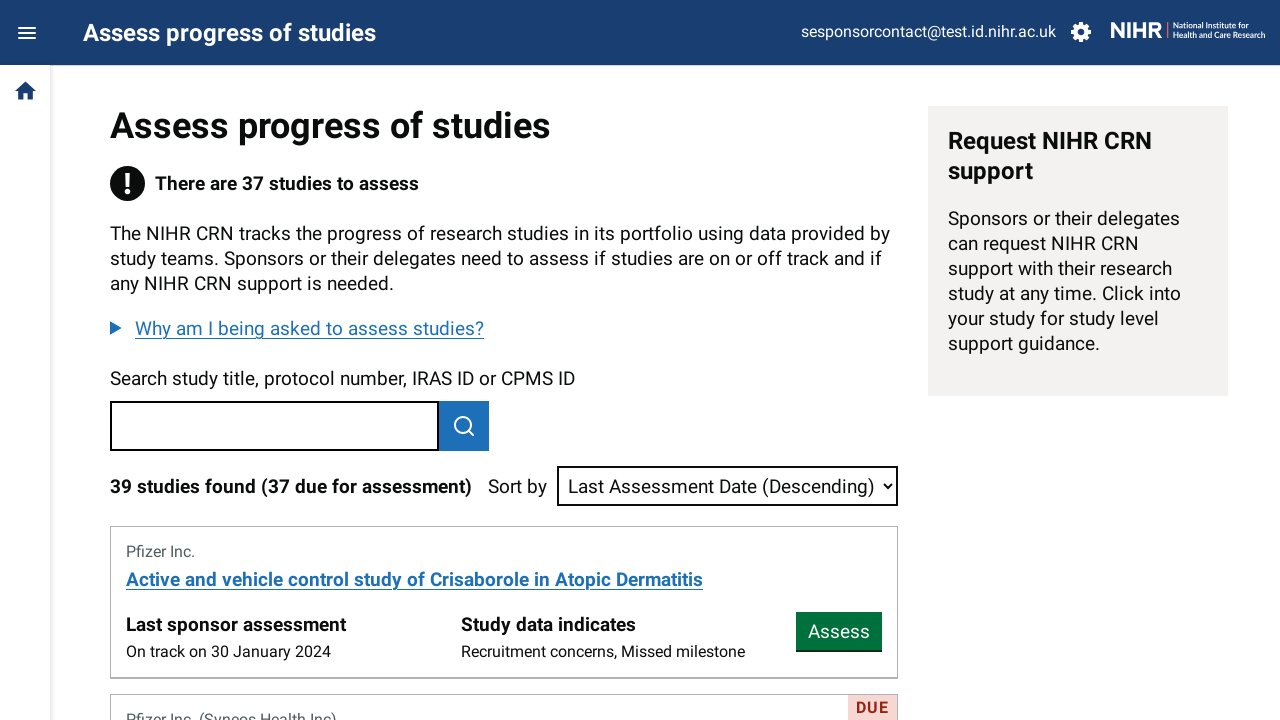 Assess progress of studies
sesponsorcontact@test.id.nihr.ac.uk
NIHR
National Institute for
Health and Care Research
Assess progress of studies
There are 37 studies to assess
The NIHR CRN tracks the progress of research studies in its portfolio using data provided by
study teams. Sponsors or their delegates need to assess if studies are on or off track and if
any NIHR CRN support is needed.
Why am I being asked to assess studies?
Search study title, protocol number, IRAS ID or CPMS ID
39 studies found (37 due for assessment)
Sort by
Last Assessment Date (Descending)
Pfizer Inc.
Active and vehicle control study of Crisaborole in Atopic Dermatitis
Last sponsor assessment
On track on 30 January 2024
Study data indicates
Recruitment concerns, Missed milestone
Assess
Pfizer Inc. (Syneos Health Inc)
DUE
Request NIHR CRN
support
Sponsors or their delegates
can request NIHR CRN
support with their research
study at any time. Click into
your study for study level
support guidance.